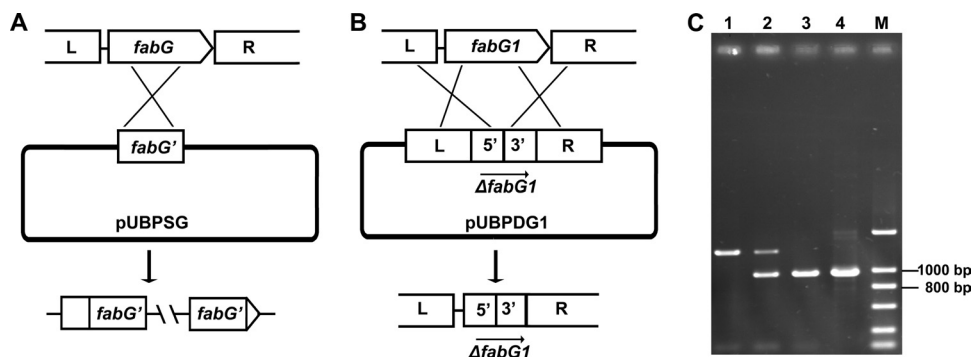 A
L fabG R
fabG'
pUBPSG
fabG' fabG'
B
L fabG1 R
L 5' 3' R
ΔfabG1
pUBPDG1
L 5' 3' R
ΔfabG1
C
1 2 3 4 M
1000 bp
800 bp